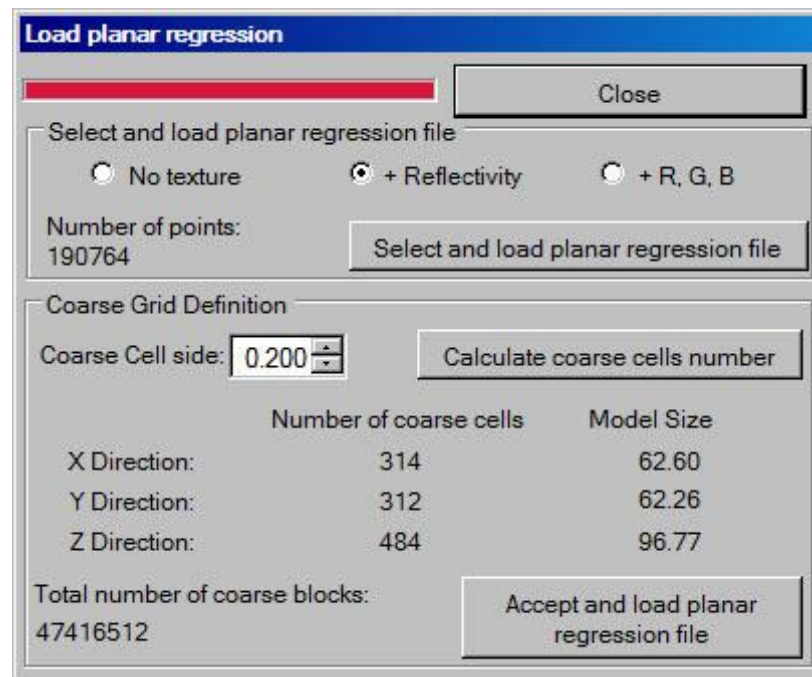 Load planar regression
Close
Select and load planar regression file
No texture + Reflectivity + R, G, B
Number of points:
190764
Select and load planar regression file
Coarse Grid Definition
Coarse Cell side: 0.200 Calculate coarse cells number
Number of coarse cells Model Size
X Direction: 314 62.60
Y Direction: 312 62.26
Z Direction: 484 96.77
Total number of coarse blocks:
47416512
Accept and load planar
regression file